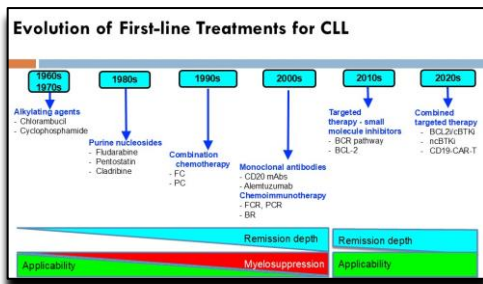 Evolution of First-line Treatments for CLL
1960s
1970s
1980s
1990s
2000s
2010s
2020s
Alkylating agents
- Chlorambucil
- Cyclophosphamide
Purine nucleosides
- Fludarabine
- Pentostatin
- Cladribine
Combination
chemotherapy
- FC
- PC
Monoclonal antibodies
- CD20 mAbs
- Alemtuzumab
Chemoimmunotherapy
- FCR, PCR
- BR
Targeted
therapy - small
molecule inhibitors
- BCR pathway
- BCL-2
Combined
targeted therapy
- BCL2i/cBTKi
- ncBTKi
- CD19-CAR-T
Remission depth
Applicability
Myelosuppression
Remission depth
Applicability